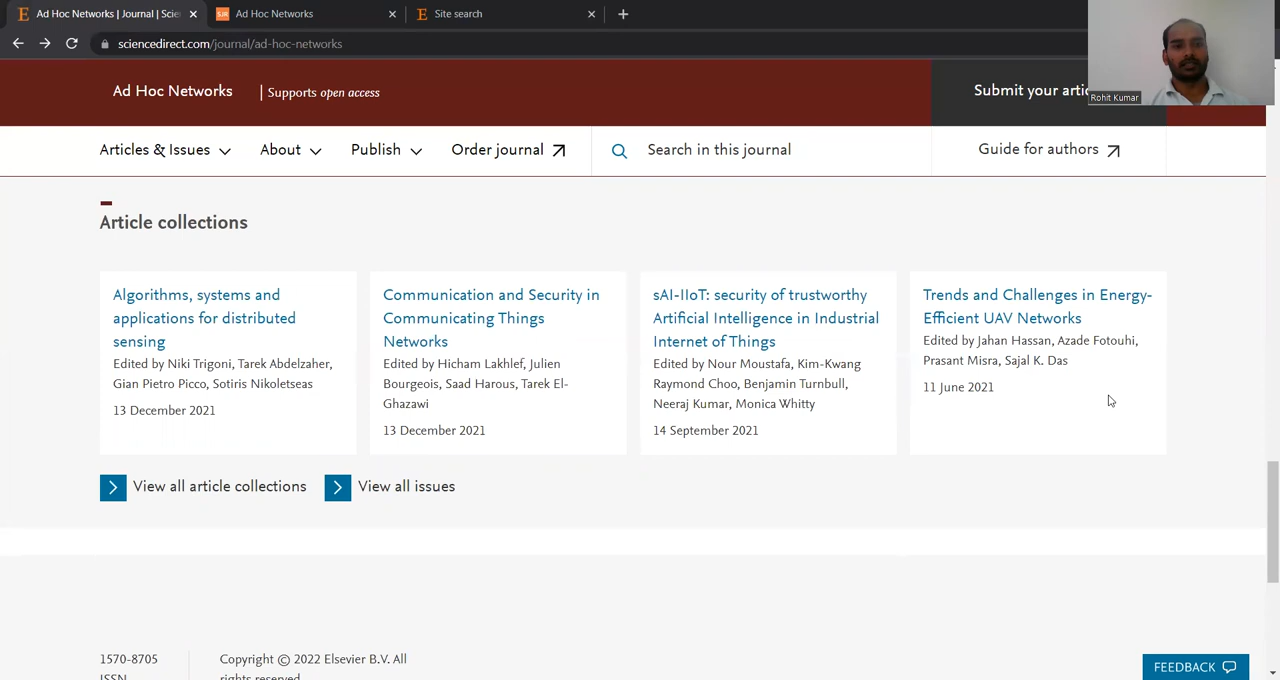 Ad Hoc Networks | Journal | Scie
Ad Hoc Networks
Site search
sciencedirect.com/journal/ad-hoc-networks
Rohit Kumar
Ad Hoc Networks | Supports open access
Submit your
Articles & Issues
About
Publish
Order journal
Search in this journal
Guide for authors
Article collections
Algorithms, systems and
applications for distributed
sensing
Edited by Niki Trigoni, Tarek Abdelzaher,
Gian Pietro Picco, Sotiris Nikoletseas
13 December 2021
Communication and Security in
Communicating Things
Networks
Edited by Hicham Lakhlef, Julien
Bourgeois, Saad Harous, Tarek El-
Ghazawi
13 December 2021
sAI-IIoT: security of trustworthy
Artificial Intelligence in Industrial
Internet of Things
Edited by Nour Moustafa, Kim-Kwang
Raymond Choo, Benjamin Turnbull,
Neeraj Kumar, Monica Whitty
14 September 2021
Trends and Challenges in Energy-
Efficient UAV Networks
Edited by Jahan Hassan, Azade Fotouhi,
Prasant Misra, Sajal K. Das
11 June 2021
View all article collections
View all issues
1570-8705
ISSN
Copyright © 2022 Elsevier B.V. All
rights reserved
FEEDBACK